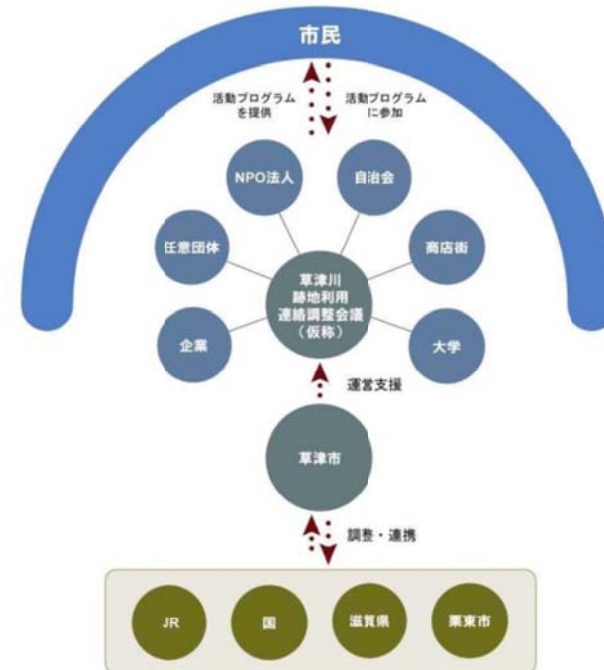 市民
活動プログラム
を提供
活動プログラム
に参加
NPO法人
自治会
任意団体
商店街
企業
大学
草津川
跡地利用
連絡調整会議
（仮称）
運営支援
草津市
調整・連携
JR
国
滋賀県
栗東市